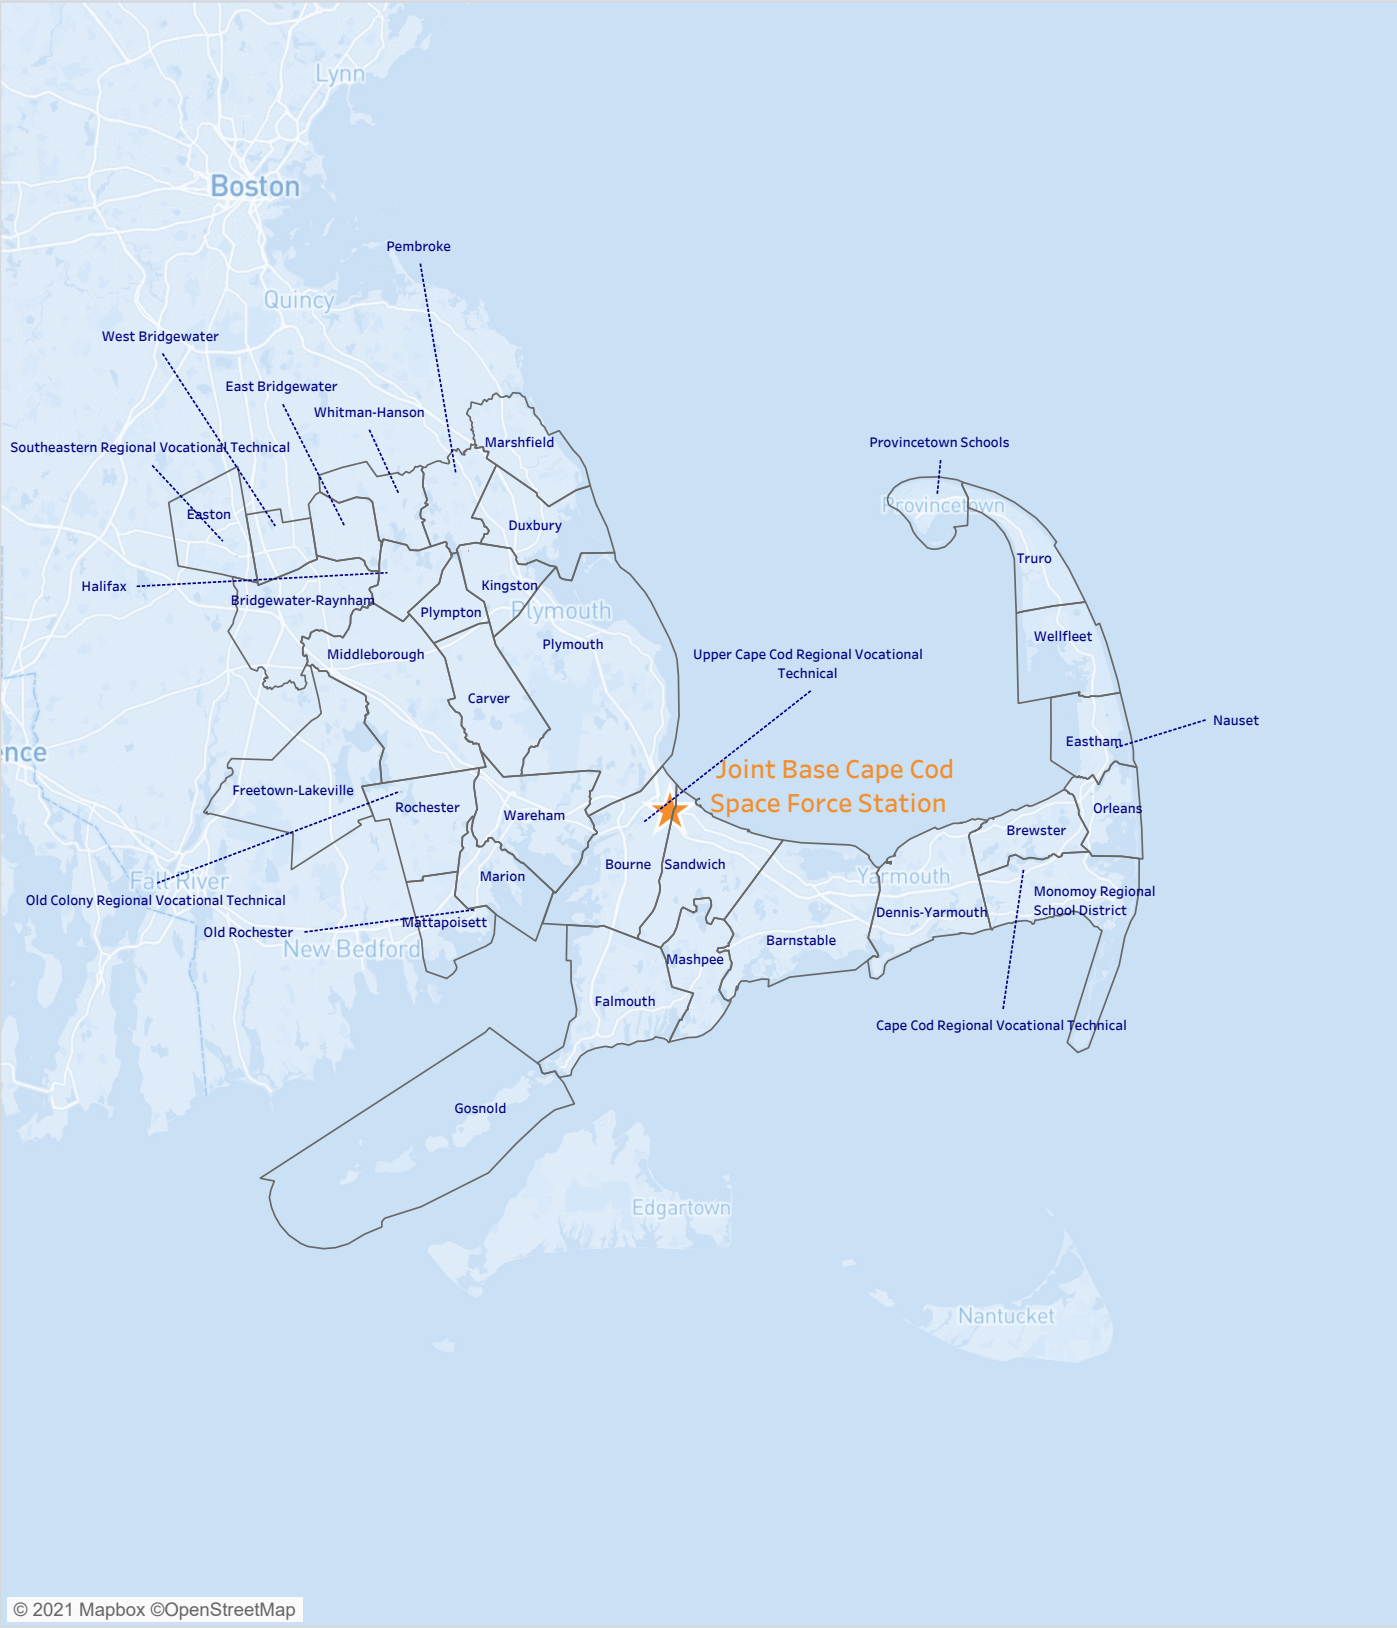 Lynn
Boston
Pembroke
Quincy
West Bridgewater
East Bridgewater
Whitman-Hanson
Southeastern Regional Vocational Technical
Marshfield
Provincetown Schools
Provincetown
Easton
Duxbury
Truro
Halifax
Kingston
Bridgewater-Raynham
Plympton
Plymouth
Wellfleet
Plymouth
Middleborough
Upper Cape Cod Regional Vocational
Technical
Carver
Nauset
Eastham
ence
Joint Base Cape Cod
Space Force Station
Freetown-Lakeville
Rochester
Wareham
Orleans
Brewster
Bourne
Sandwich
Marion
Yarmouth
Fall River
Monomoy Regional
School District
Old Colony Regional Vocational Technical
Dennis-Yarmouth
Mattapoisett
Old Rochester
New Bedford
Barnstable
Mashpee
Falmouth
Cape Cod Regional Vocational Technical
Gosnold
Edgartown
Nantucket
© 2021 Mapbox ©OpenStreetMap